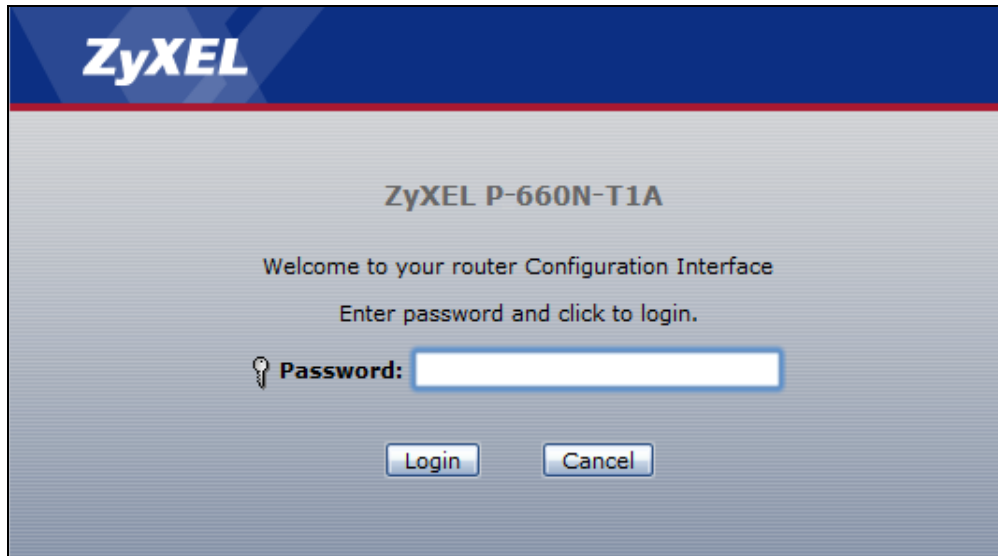 ZyXEL
ZyXEL P-660N-T1A
Welcome to your router Configuration Interface
Enter password and click to login.
Password:
Login Cancel